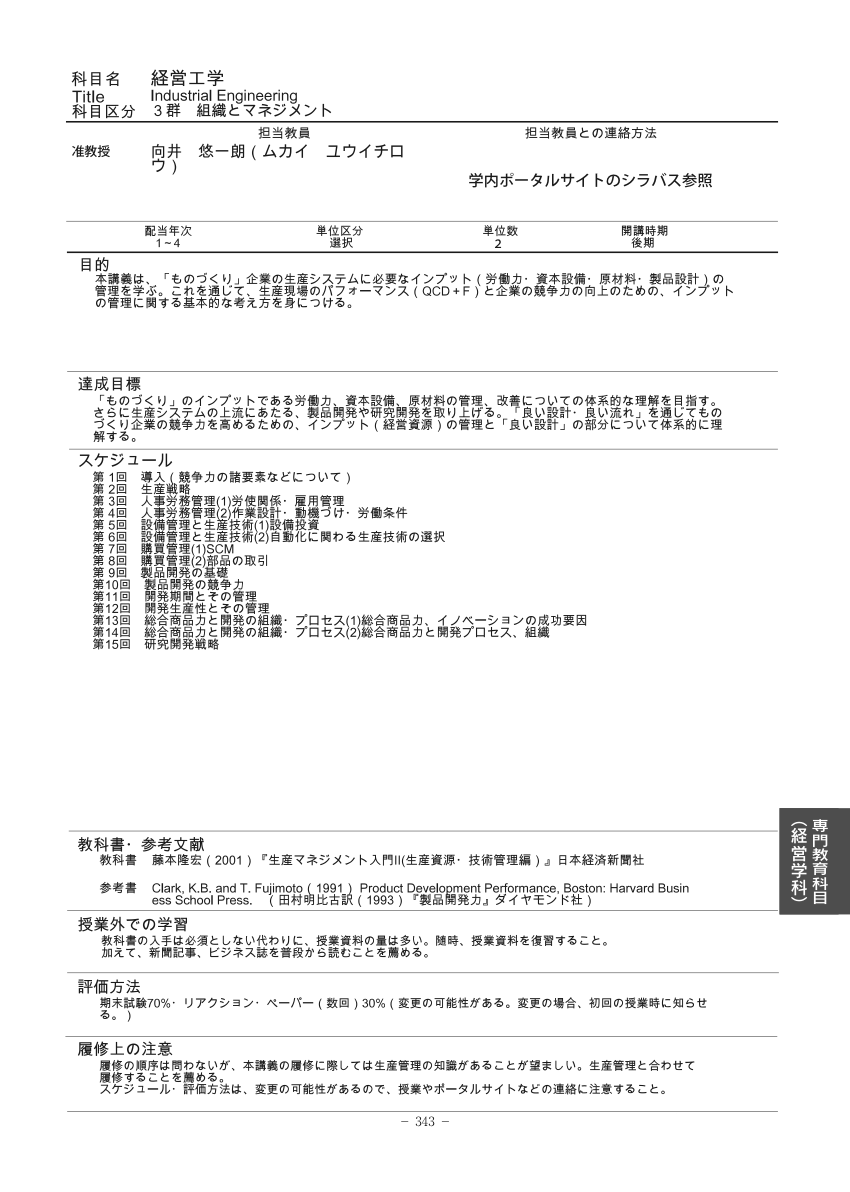 科目名　経営工学
Title　Industrial Engineering
科目区分　３群　組織とマネジメント
担当教員　担当教員との連絡方法
准教授　向井　悠一朗（ムカイ　ユウイチロ
ウ）
学内ポータルサイトのシラバス参照
配当年次　単位区分　単位数　開講時期
1～4　選択　2　後期
目的
本講義は、「ものづくり」企業の生産システムに必要なインプット（労働力・資本設備・原材料・製品設計）の
管理を学ぶ。これを通じて、生産現場のパフォーマンス（QCD＋F）と企業の競争力の向上のための、インプット
の管理に関する基本的な考え方を身につける。
達成目標
「ものづくり」のインプットである労働力、資本設備、原材料の管理、改善についての体系的な理解を目指す。
さらに生産システムの上流にあたる、製品開発や研究開発を取り上げる。「良い設計・良い流れ」を通じてもの
づくり企業の競争力を高めるための、インプット（経営資源）の管理と「良い設計」の部分について体系的に理
解する。
スケジュール
第 1回　導入（競争力の諸要素などについて）
第 2回　生産戦略
第 3回　人事労務管理(1)労使関係・雇用管理
第 4回　人事労務管理(2)作業設計・動機づけ・労働条件
第 5回　設備管理と生産技術(1)設備投資
第 6回　設備管理と生産技術(2)自動化に関わる生産技術の選択
第 7回　購買管理(1)SCM
第 8回　購買管理(2)部品の取引
第 9回　製品開発の基礎
第10回　製品開発の競争力
第11回　開発期間とその管理
第12回　開発生産性とその管理
第13回　総合商品力と開発の組織・プロセス(1)総合商品力、イノベーションの成功要因
第14回　総合商品力と開発の組織・プロセス(2)総合商品力と開発プロセス、組織
第15回　研究開発戦略
教科書・参考文献
教科書　藤本隆宏（2001）『生産マネジメント入門II(生産資源・技術管理編）』日本経済新聞社
参考書　Clark, K.B. and T. Fujimoto（1991） Product Development Performance, Boston: Harvard Busin
ess School Press.　（田村明比古訳（1993）『製品開発力』ダイヤモンド社）
授業外での学習
教科書の入手は必須としない代わりに、授業資料の量は多い。随時、授業資料を復習すること。
加えて、新聞記事、ビジネス誌を普段から読むことを薦める。
評価方法
期末試験70%・リアクション・ペーパー（数回）30%（変更の可能性がある。変更の場合、初回の授業時に知らせ
る。）
履修上の注意
履修の順序は問わないが、本講義の履修に際しては生産管理の知識があることが望ましい。生産管理と合わせて
履修することを薦める。
スケジュール・評価方法は、変更の可能性があるので、授業やポータルサイトなどの連絡に注意すること。
専門教育科目
（経営学科）
－ 343 －